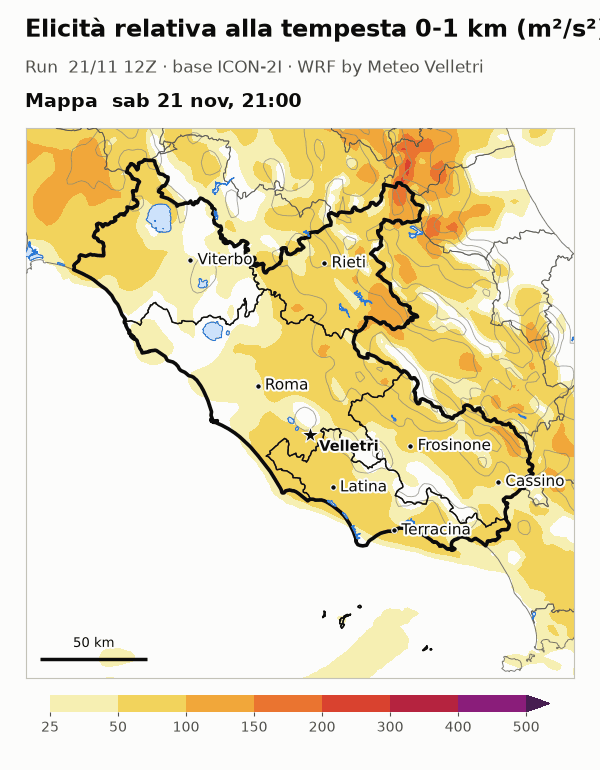 Elicità relativa alla tempesta 0-1 km (m²/s²)
Run  21/11 12Z · base ICON-2I · WRF by Meteo Velletri
Mappa  sab 21 nov, 21:00
Viterbo
Rieti
Roma
Velletri
Frosinone
Cassino
Latina
Terracina
50 km
25 50 100 150 200 300 400 500